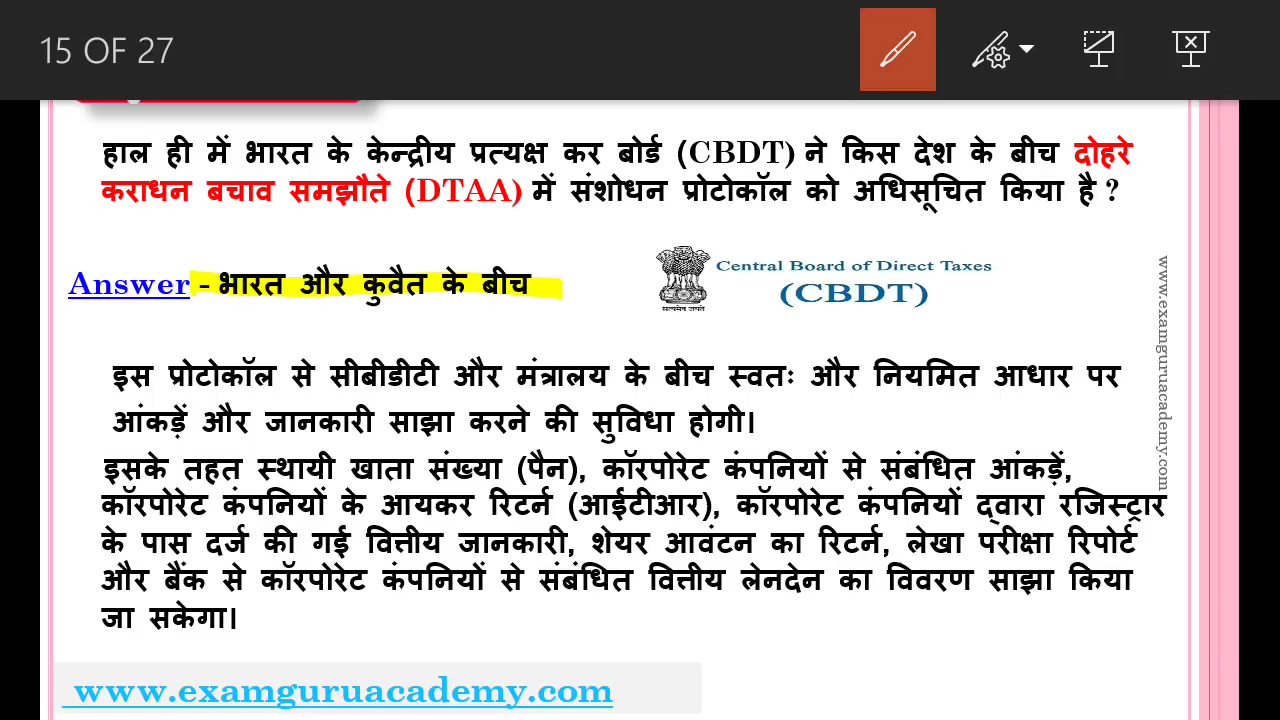 15 OF 27
हाल ही में भारत के केन्द्रीय प्रत्यक्ष कर बोर्ड (CBDT) ने किस देश के बीच दोहरे
कराधन बचाव समझौते (DTAA) में संशोधन प्रोटोकॉल को अधिसूचित किया है ?
Answer - भारत और कुवैत के बीच
सत्यमेव जयते
Central Board of Direct Taxes
(CBDT)
www.examguruacademy.com
इस प्रोटोकॉल से सीबीडीटी और मंत्रालय के बीच स्वतः और नियमित आधार पर
आंकड़ें और जानकारी साझा करने की सुविधा होगी।
इसके तहत स्थायी खाता संख्या (पैन), कॉरपोरेट कंपनियों से संबंधित आंकड़ें,
कॉरपोरेट कंपनियों के आयकर रिटर्न (आईटीआर), कॉरपोरेट कंपनियों द्वारा रजिस्ट्रार
के पास दर्ज की गई वित्तीय जानकारी, शेयर आवंटन का रिटर्न, लेखा परीक्षा रिपोर्ट
और बैंक से कॉरपोरेट कंपनियों से संबंधित वित्तीय लेनदेन का विवरण साझा किया
जा सकेगा।
www.examguruacademy.com